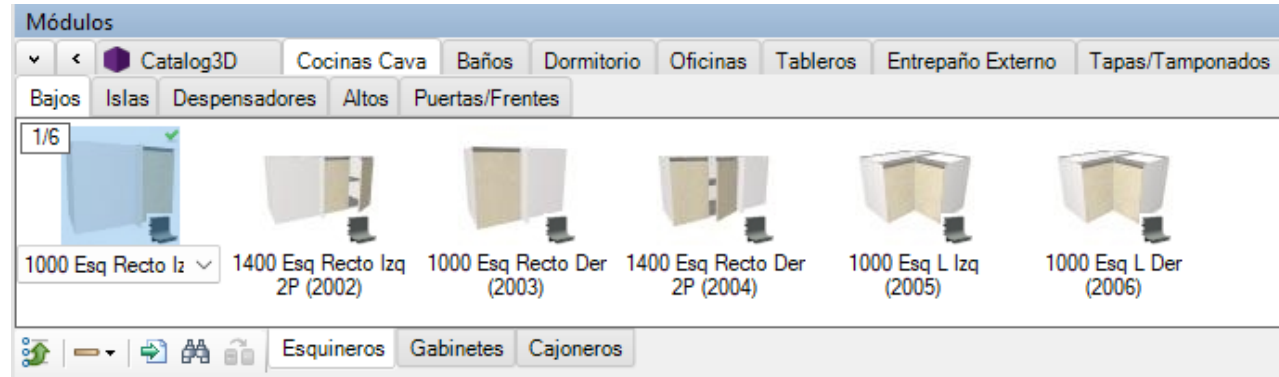 Módulos
Catalog3D Cocinas Cava Baños Dormitorio Oficinas Tableros Entrepaño Externo Tapas/Tamponados
Bajos Islas Despensadores Altos Puertas/Frentes
1/6
1000 Esq Recto Iz 1400 Esq Recto Izq 1000 Esq Recto Der 1400 Esq Recto Der 1000 Esq L Izq 1000 Esq L Der
2P (2002) (2003) 2P (2004) (2005) (2006)
Esquineros Gabinetes Cajoneros